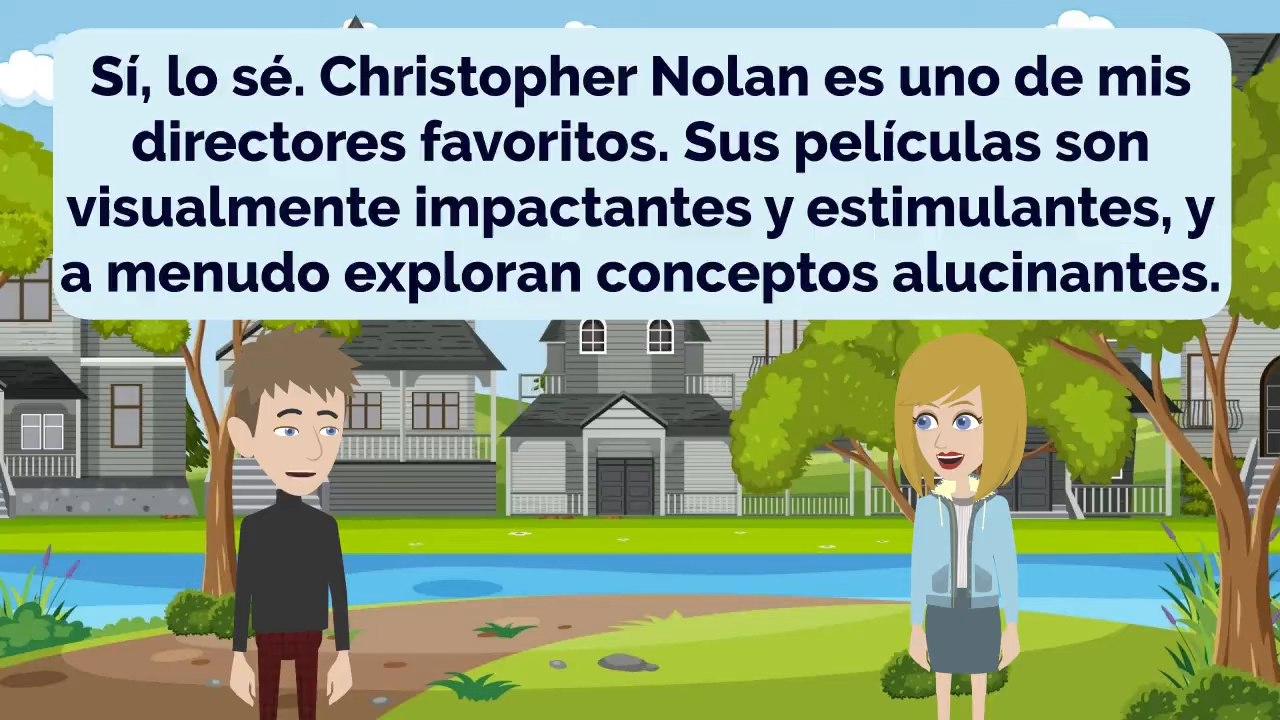 Sí, lo sé. Christopher Nolan es uno de mis
directores favoritos. Sus películas son
visualmente impactantes y estimulantes, y
a menudo exploran conceptos alucinantes.